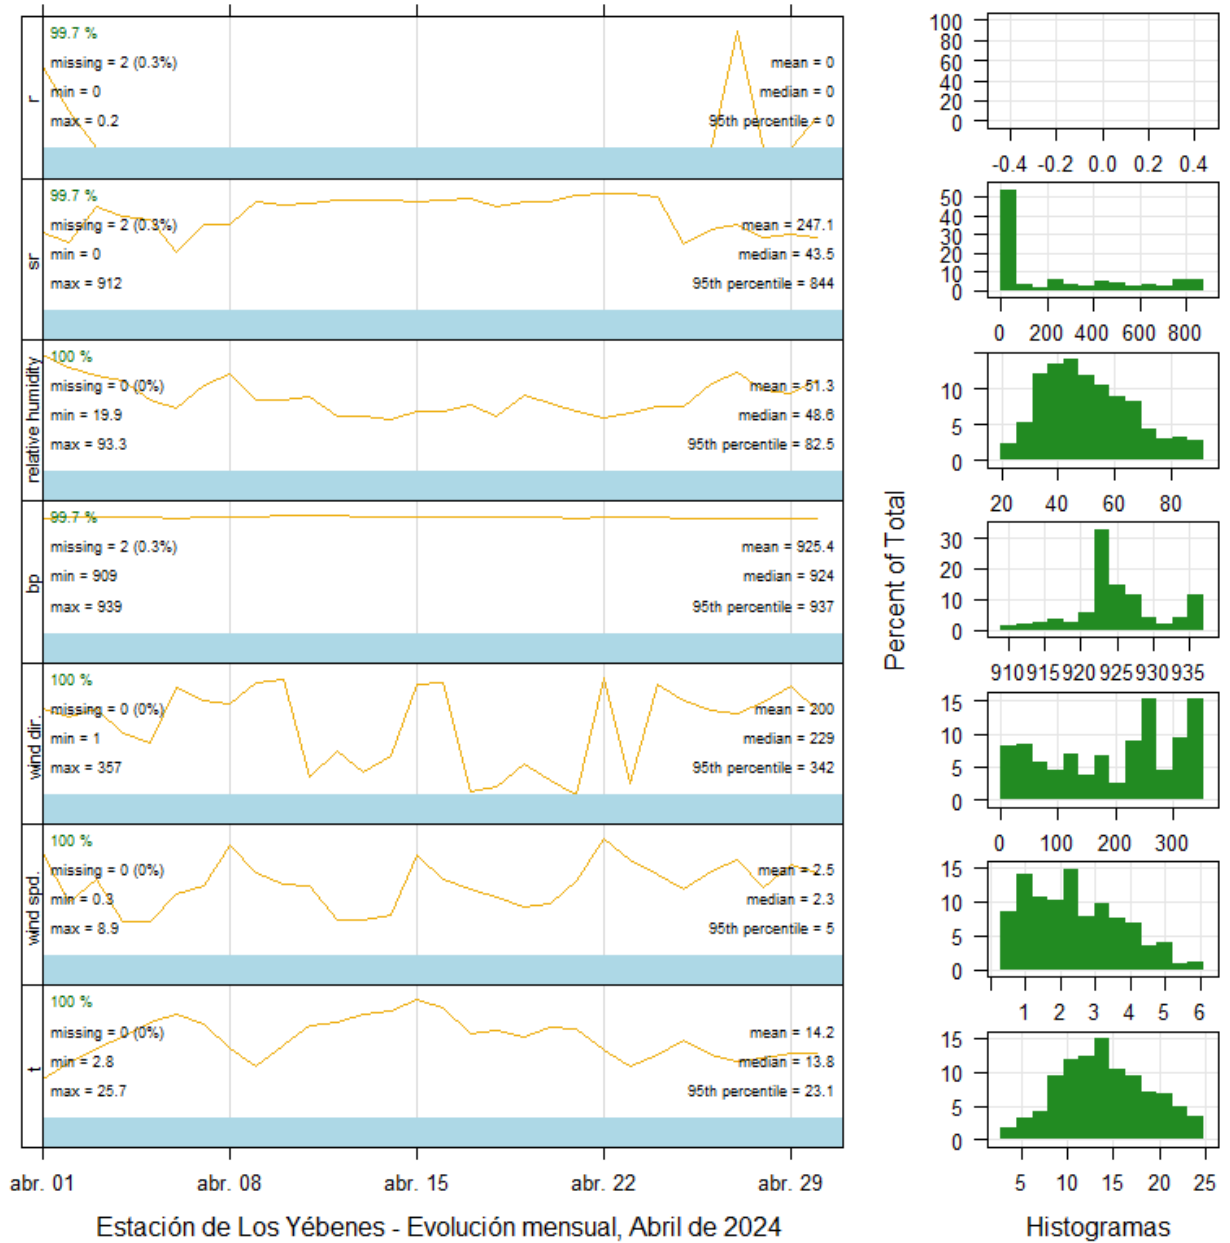 r
99.7 %
missing = 2 (0.3%)
min = 0
max = 0.2
mean = 0
median = 0
95th percentile = 0
sr
99.7 %
missing = 2 (0.3%)
min = 0
max = 912
mean = 247.1
median = 43.5
95th percentile = 844
relative humidity
100 %
missing = 0 (0%)
min = 19.9
max = 93.3
mean = 51.3
median = 48.6
95th percentile = 82.5
bp
99.7 %
missing = 2 (0.3%)
min = 909
max = 939
mean = 925.4
median = 924
95th percentile = 937
wind dir.
100 %
missing = 0 (0%)
min = 1
max = 357
mean = 200
median = 229
95th percentile = 342
wind spd.
100 %
missing = 0 (0%)
min = 0.3
max = 8.9
mean = 2.5
median = 2.3
95th percentile = 5
t
100 %
missing = 0 (0%)
min = 2.8
max = 25.7
mean = 14.2
median = 13.8
95th percentile = 23.1
abr. 01 abr. 08 abr. 15 abr. 22 abr. 29
Estación de Los Yébenes - Evolución mensual, Abril de 2024
Percent of Total
100
80
60
40
20
0
-0.4 -0.2 0.0 0.2 0.4
50
40
30
20
10
0
0 200 400 600 800
10
5
0
20 40 60 80
30
20
10
0
910 915 920 925 930 935
15
10
5
0
0 100 200 300
15
10
5
0
1 2 3 4 5 6
15
10
5
0
5 10 15 20 25
Histogramas